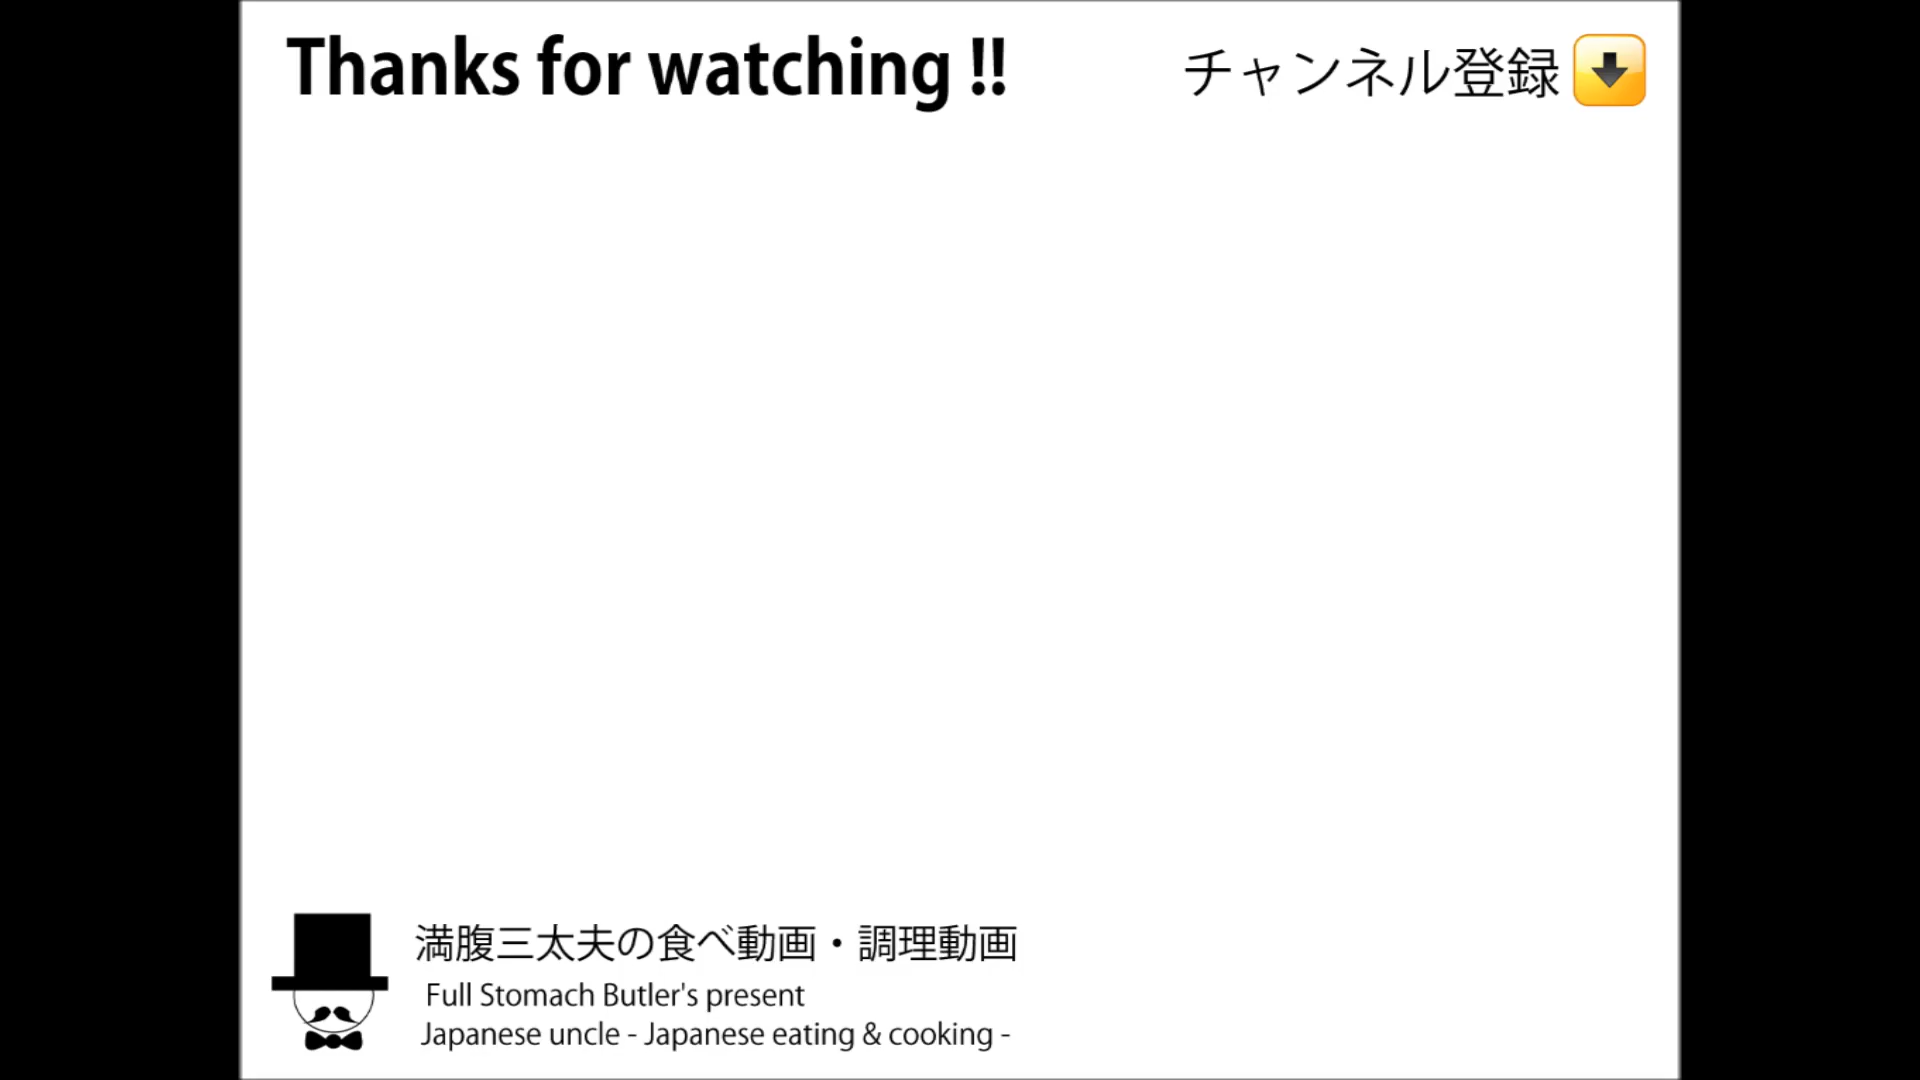 Thanks for watching !!
チャンネル登録
満腹三太夫の食べ動画・調理動画
Full Stomach Butler's present
Japanese uncle - Japanese eating & cooking -